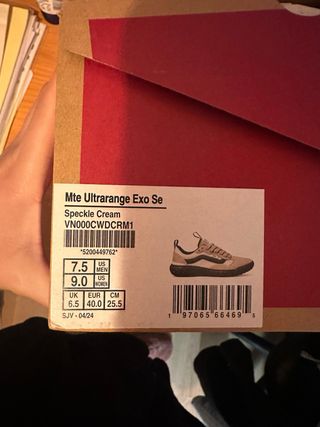 Mte Ultrarange Exo Se
Speckle Cream
VN000CWDCRM1
*5200449762*
7.5 US MEN
9.0 US WOMEN
UK 6.5 EUR 40.0 CM 25.5
SJV - 04/24
1 97065 66469 5